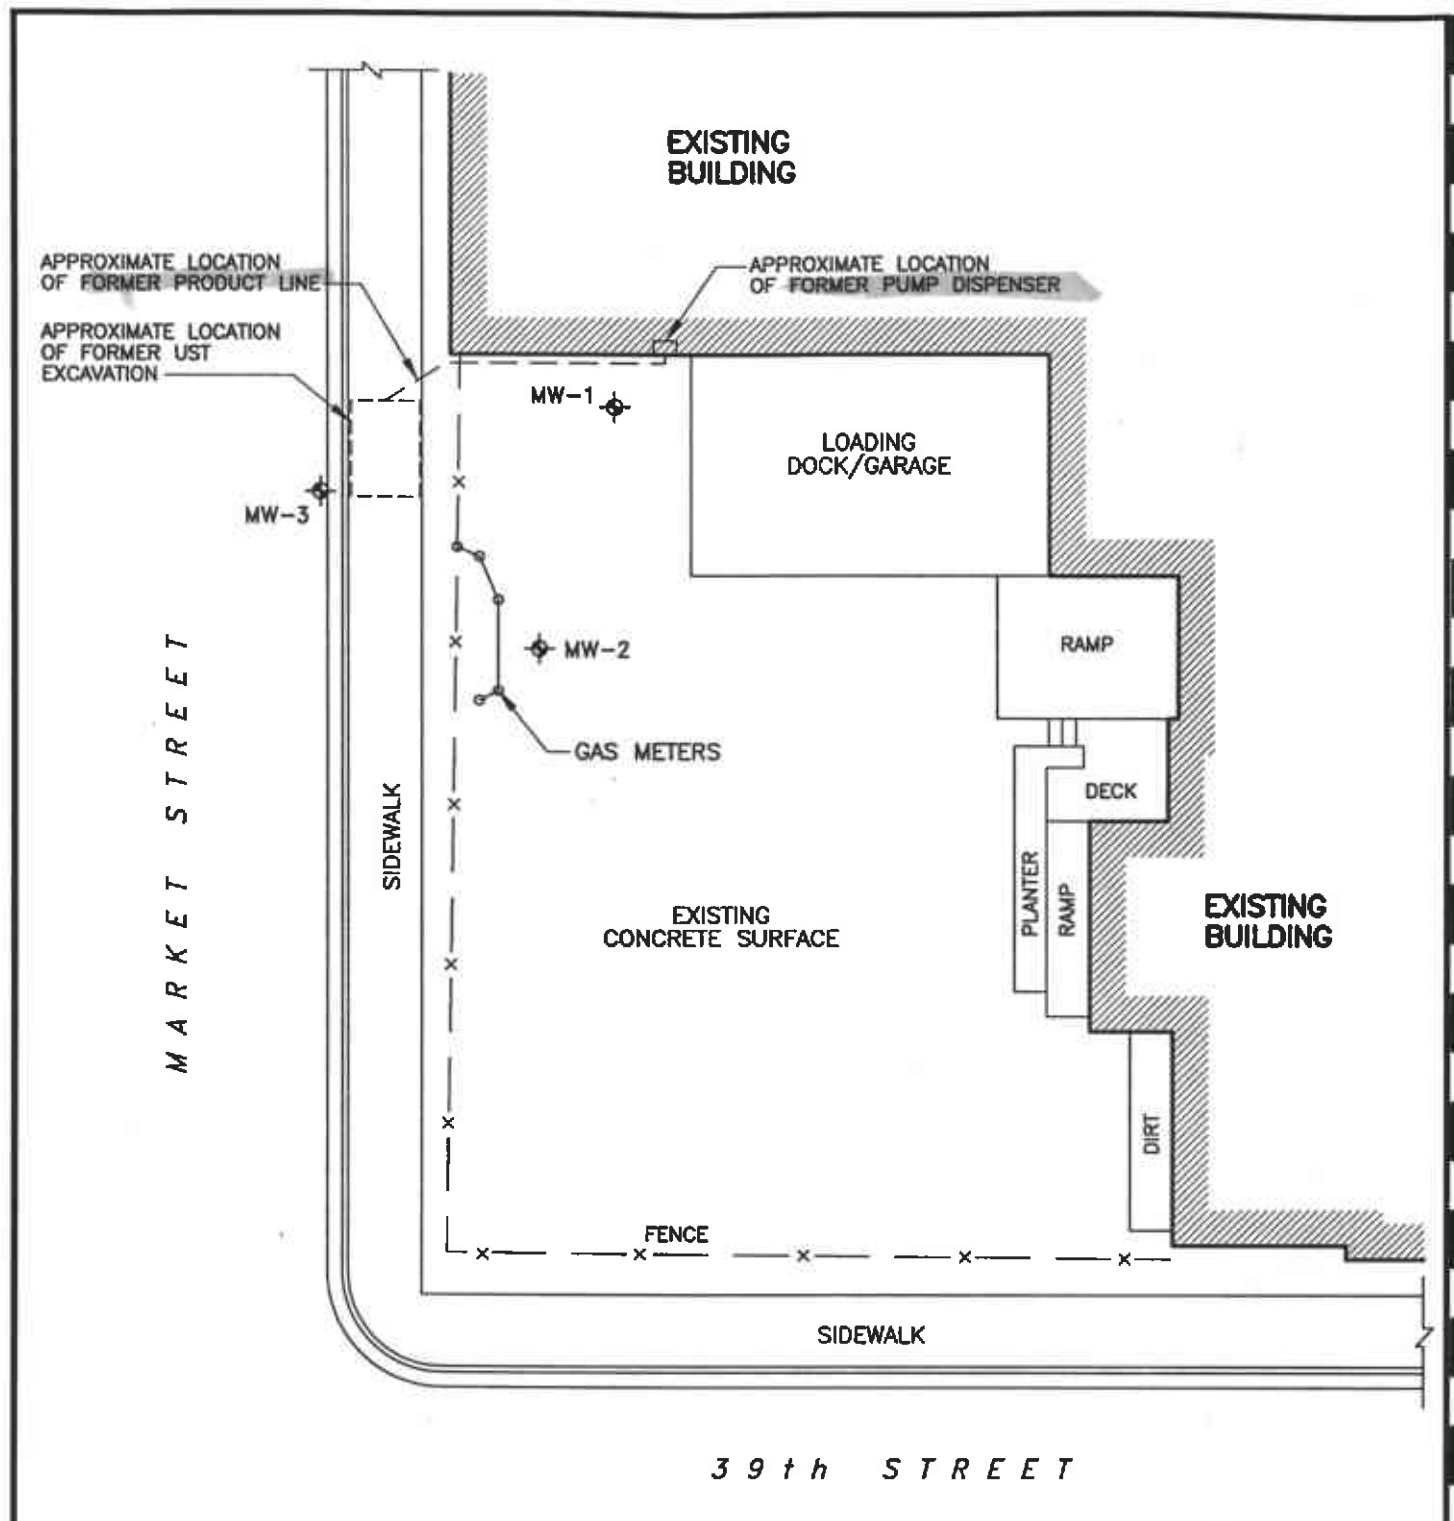 EXISTING
BUILDING
APPROXIMATE LOCATION
OF FORMER PRODUCT LINE
APPROXIMATE LOCATION
OF FORMER PUMP DISPENSER
APPROXIMATE LOCATION
OF FORMER UST
EXCAVATION
MW-1
LOADING
DOCK/GARAGE
MW-3
MW-2
RAMP
GAS METERS
DECK
MARKET STREET
SIDEWALK
PLANTER
RAMP
EXISTING
CONCRETE SURFACE
EXISTING
BUILDING
DIRT
FENCE
SIDEWALK
39th STREET